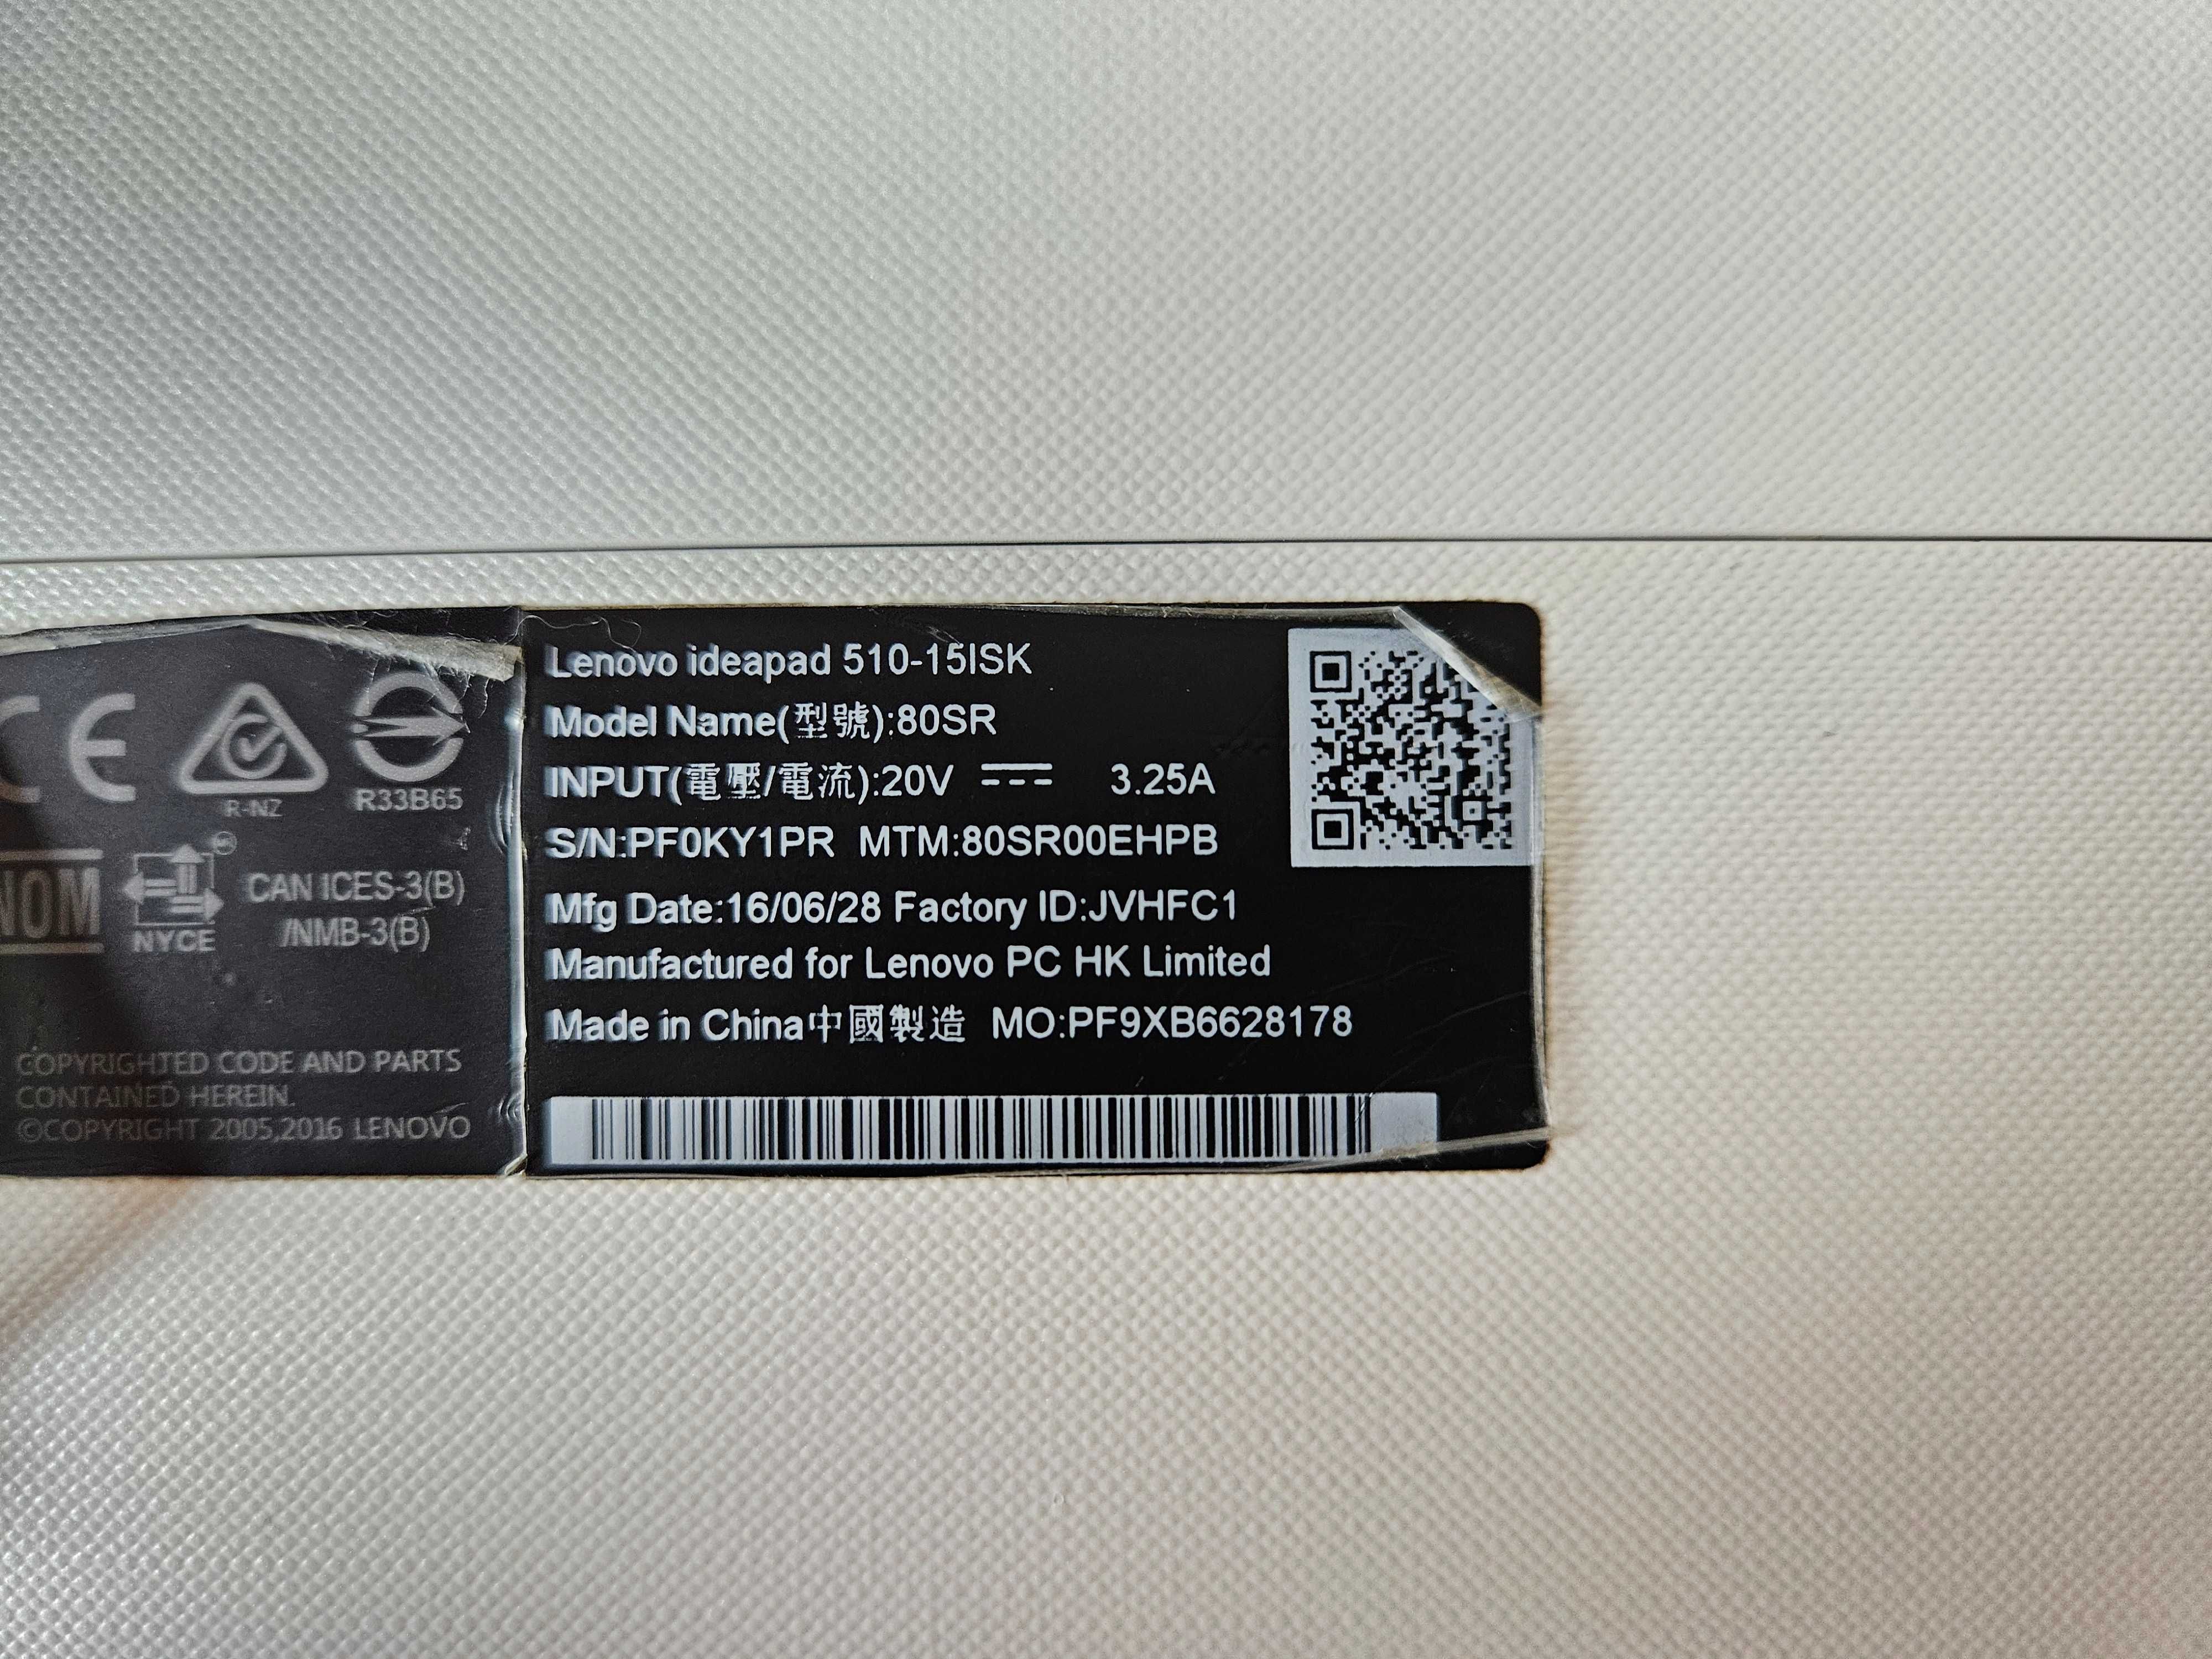 CE
R-NZ
R33B65
NOM
NYCE
CAN ICES-3(B)
/NMB-3(B)
COPYRIGHTED CODE AND PARTS
CONTAINED HEREIN.
©COPYRIGHT 2005,2016 LENOVO
Lenovo ideapad 510-15ISK
Model Name(型號):80SR
INPUT(電壓/電流):20V ⎓ 3.25A
S/N:PF0KY1PR MTM:80SR00EHPB
Mfg Date:16/06/28 Factory ID:JVHFC1
Manufactured for Lenovo PC HK Limited
Made in China中國製造 MO:PF9XB6628178